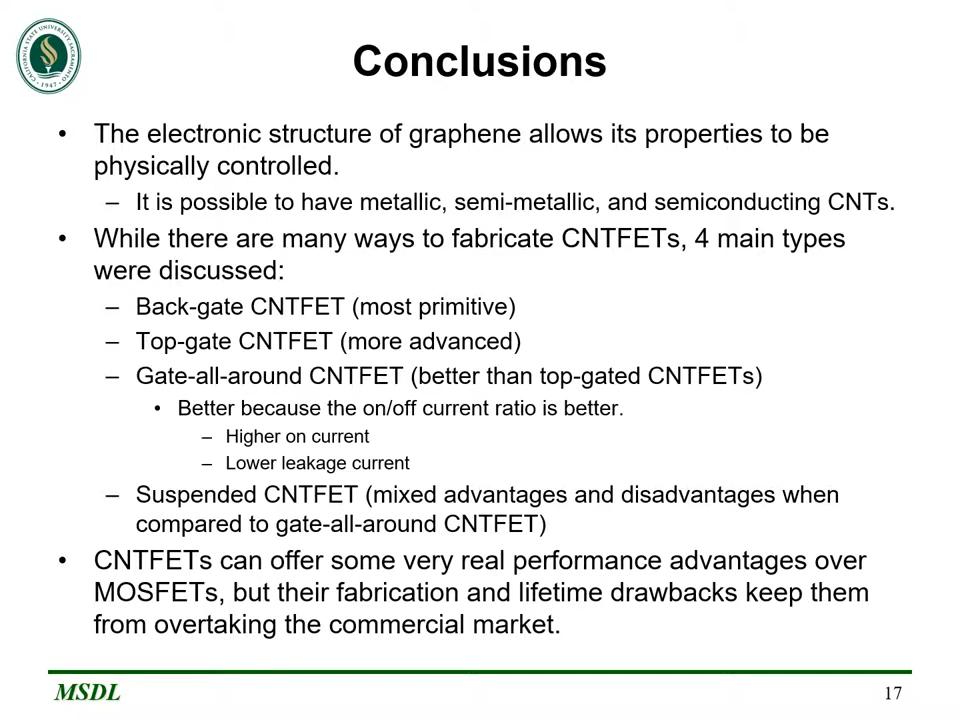 CALIFORNIA STATE UNIVERSITY SACRAMENTO
• 1947 •
Conclusions
• The electronic structure of graphene allows its properties to be
physically controlled.
– It is possible to have metallic, semi-metallic, and semiconducting CNTs.
• While there are many ways to fabricate CNTFETs, 4 main types
were discussed:
– Back-gate CNTFET (most primitive)
– Top-gate CNTFET (more advanced)
– Gate-all-around CNTFET (better than top-gated CNTFETs)
• Better because the on/off current ratio is better.
– Higher on current
– Lower leakage current
– Suspended CNTFET (mixed advantages and disadvantages when
compared to gate-all-around CNTFET)
• CNTFETs can offer some very real performance advantages over
MOSFETs, but their fabrication and lifetime drawbacks keep them
from overtaking the commercial market.
MSDL
17